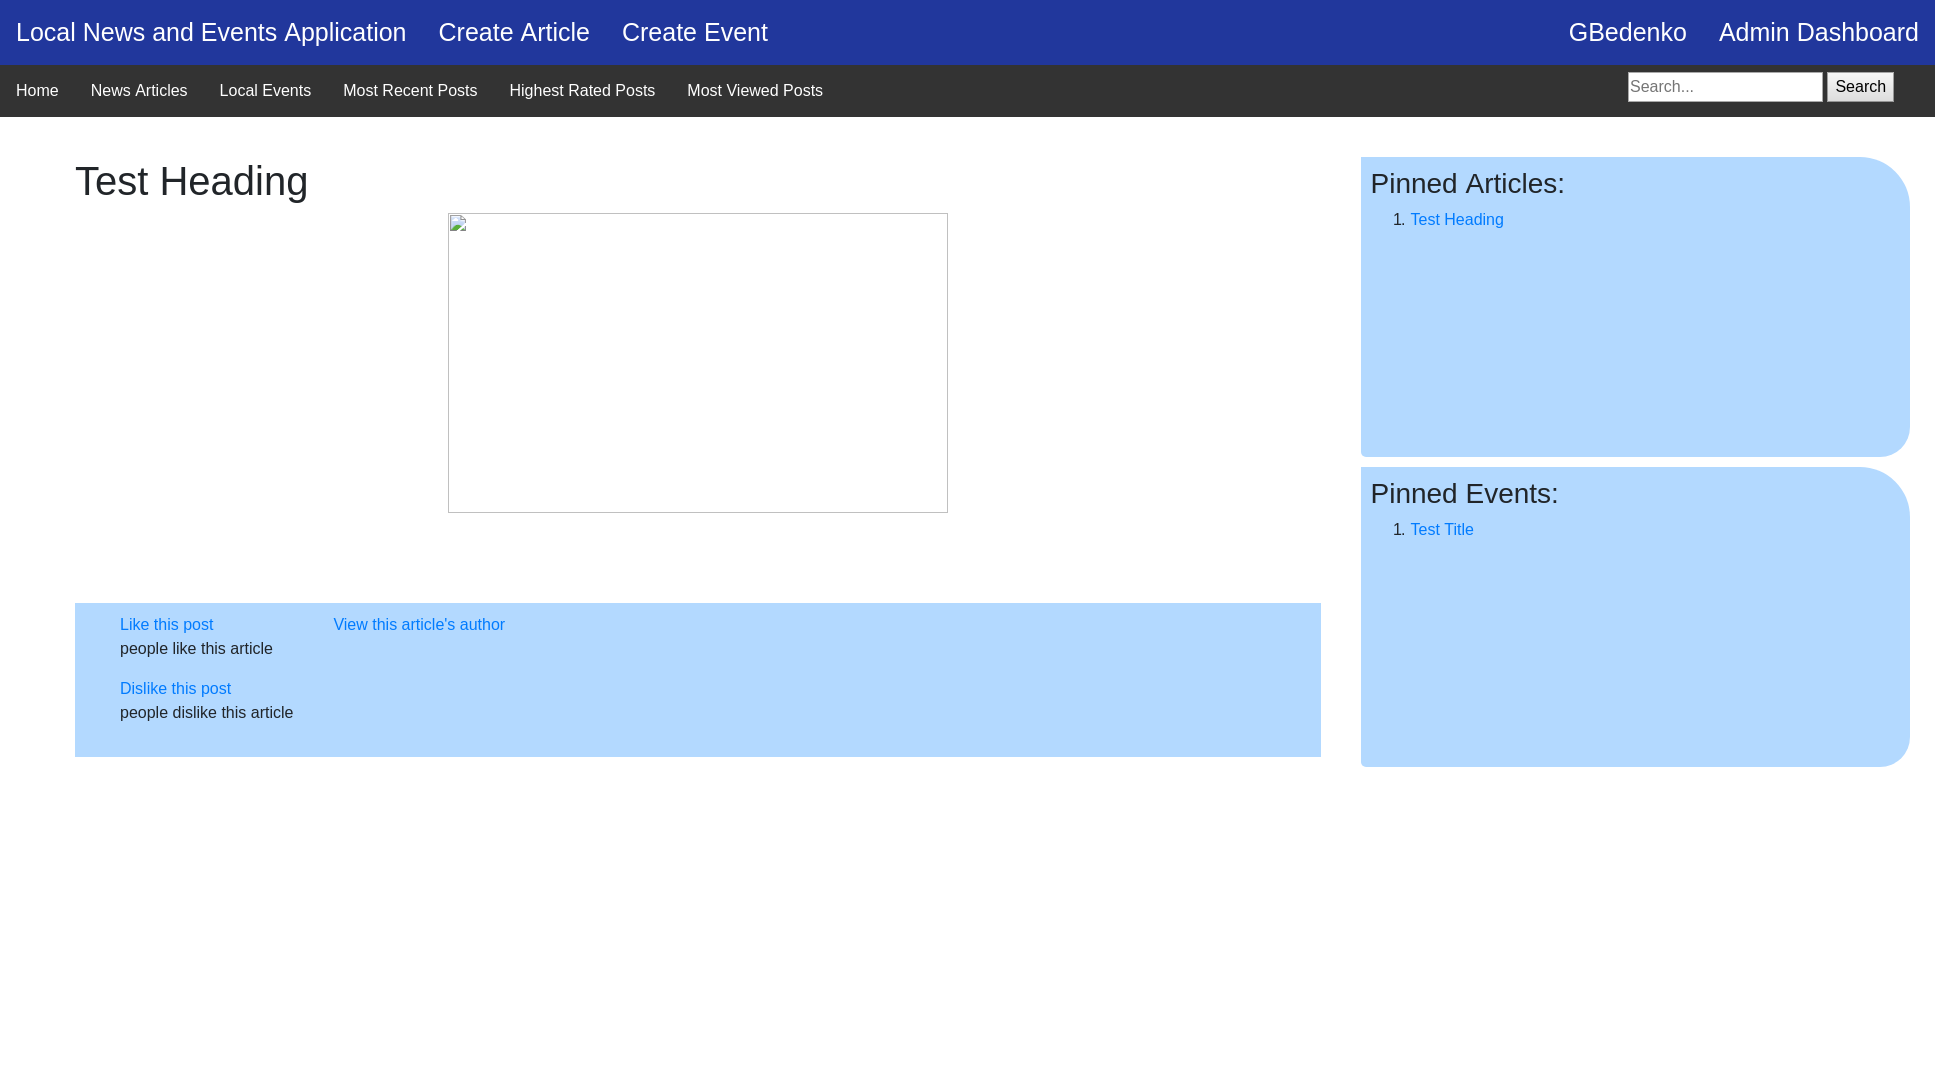 Local News and Events Application Create Article Create Event GBedenko Admin Dashboard
Home News Articles Local Events Most Recent Posts Highest Rated Posts Most Viewed Posts Search... Search
Test Heading
Like this post View this article's author
people like this article
Dislike this post
people dislike this article
Pinned Articles:
1. Test Heading
Pinned Events:
1. Test Title